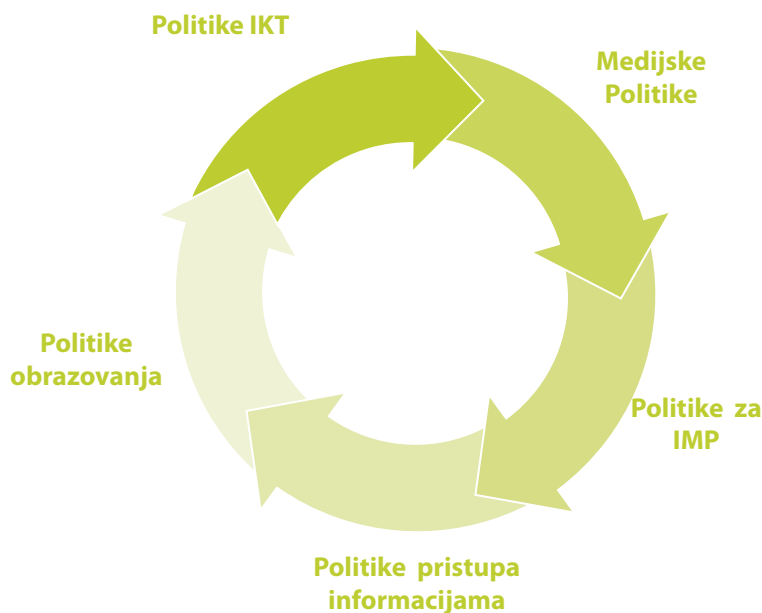 Politike IKT
Medijske
Politike
Politike za
IMP
Politike pristupa
informacijama
Politike
obrazovanja